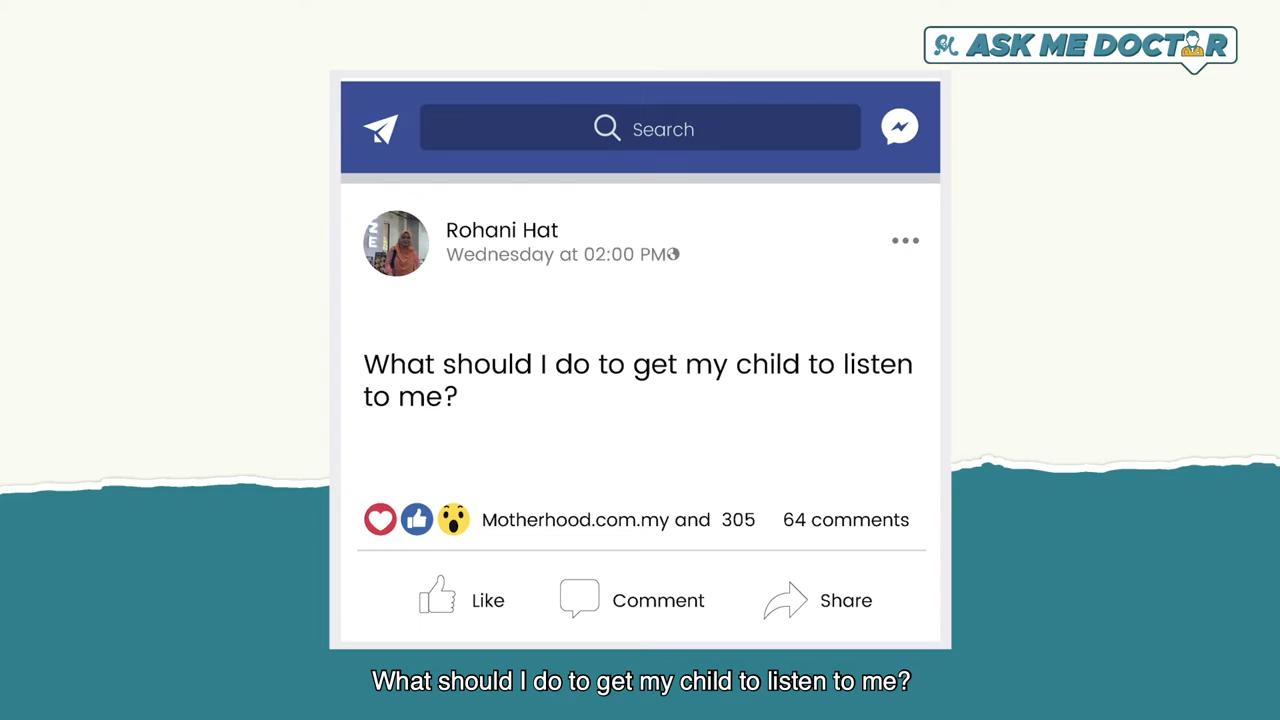 ASK ME DOCTOR
Search
Rohani Hat
Wednesday at 02:00 PM
What should I do to get my child to listen
to me?
Motherhood.com.my and 305 64 comments
Like Comment Share
What should I do to get my child to listen to me?